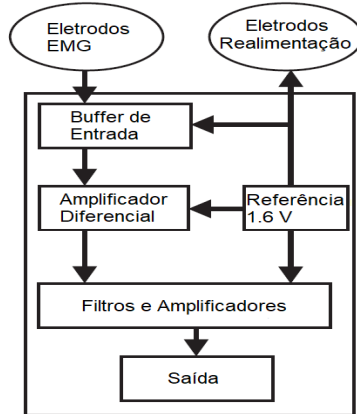 Eletrodos
EMG
Eletrodos
Realimentação
Buffer de
Entrada
Amplificador
Diferencial
Referência
1.6 V
Filtros e Amplificadores
Saída